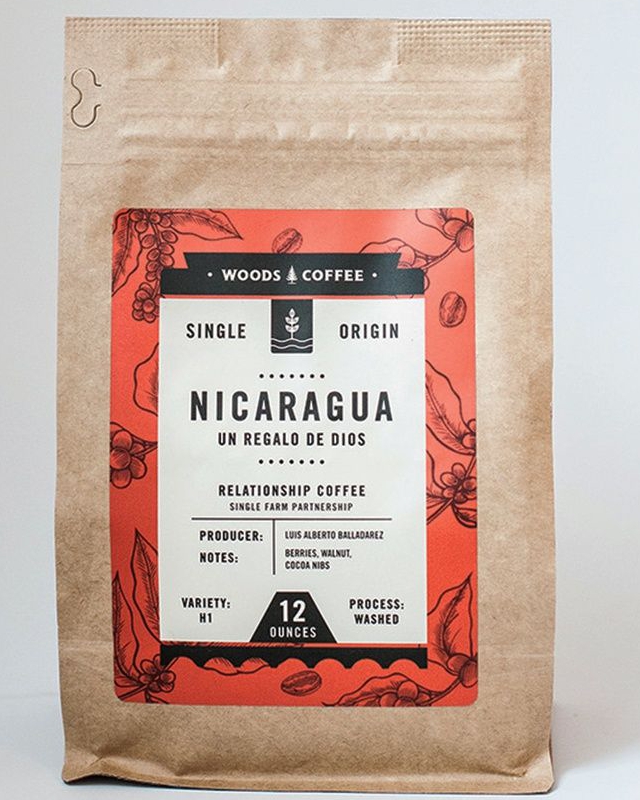 · WOODS COFFEE ·
SINGLE ORIGIN
NICARAGUA
UN REGALO DE DIOS
RELATIONSHIP COFFEE
SINGLE FARM PARTNERSHIP
PRODUCER: LUIS ALBERTO BALLADAREZ
NOTES: BERRIES, WALNUT,
COCOA NIBS
VARIETY:
H1
12
OUNCES
PROCESS:
WASHED